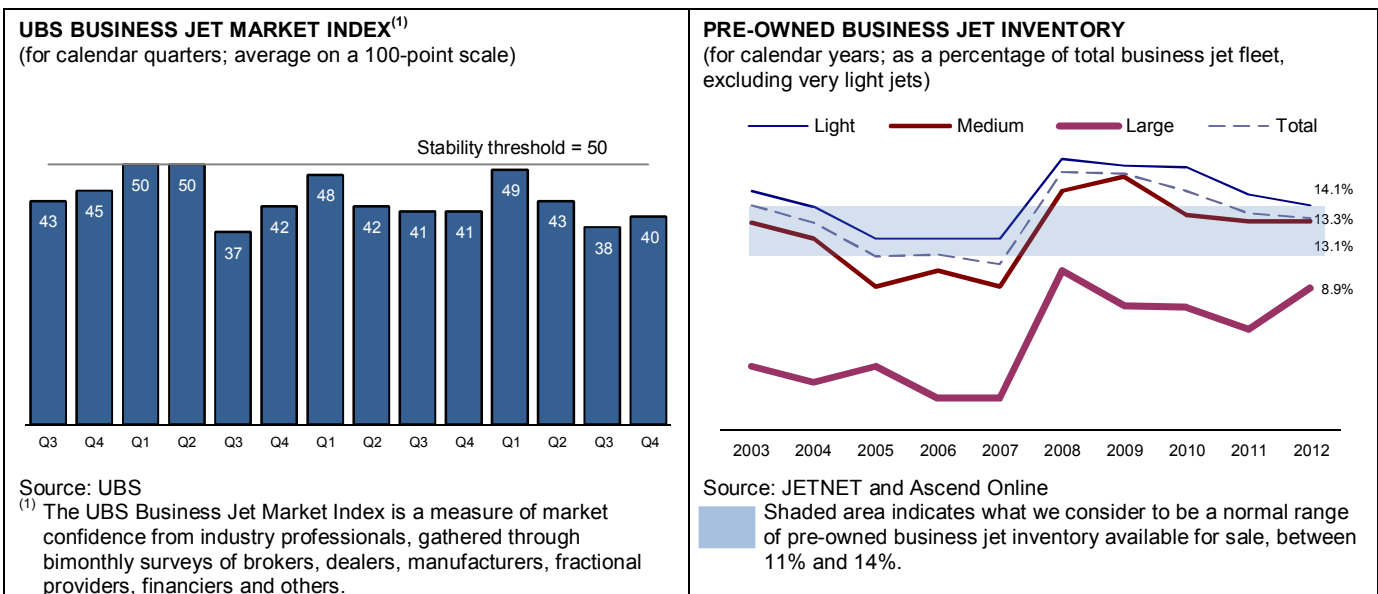 UBS BUSINESS JET MARKET INDEX(1)
(for calendar quarters; average on a 100-point scale)
Stability threshold = 50
43 45 50 50 37 42 48 42 41 41 49 43 38 40
Q3 Q4 Q1 Q2 Q3 Q4 Q1 Q2 Q3 Q4 Q1 Q2 Q3 Q4
Source: UBS
(1) The UBS Business Jet Market Index is a measure of market
confidence from industry professionals, gathered through
bimonthly surveys of brokers, dealers, manufacturers, fractional
providers, financiers and others.
PRE-OWNED BUSINESS JET INVENTORY
(for calendar years; as a percentage of total business jet fleet,
excluding very light jets)
Light Medium Large Total
14.1%
13.3%
13.1%
8.9%
2003 2004 2005 2006 2007 2008 2009 2010 2011 2012
Source: JETNET and Ascend Online
Shaded area indicates what we consider to be a normal range
of pre-owned business jet inventory available for sale, between
11% and 14%.